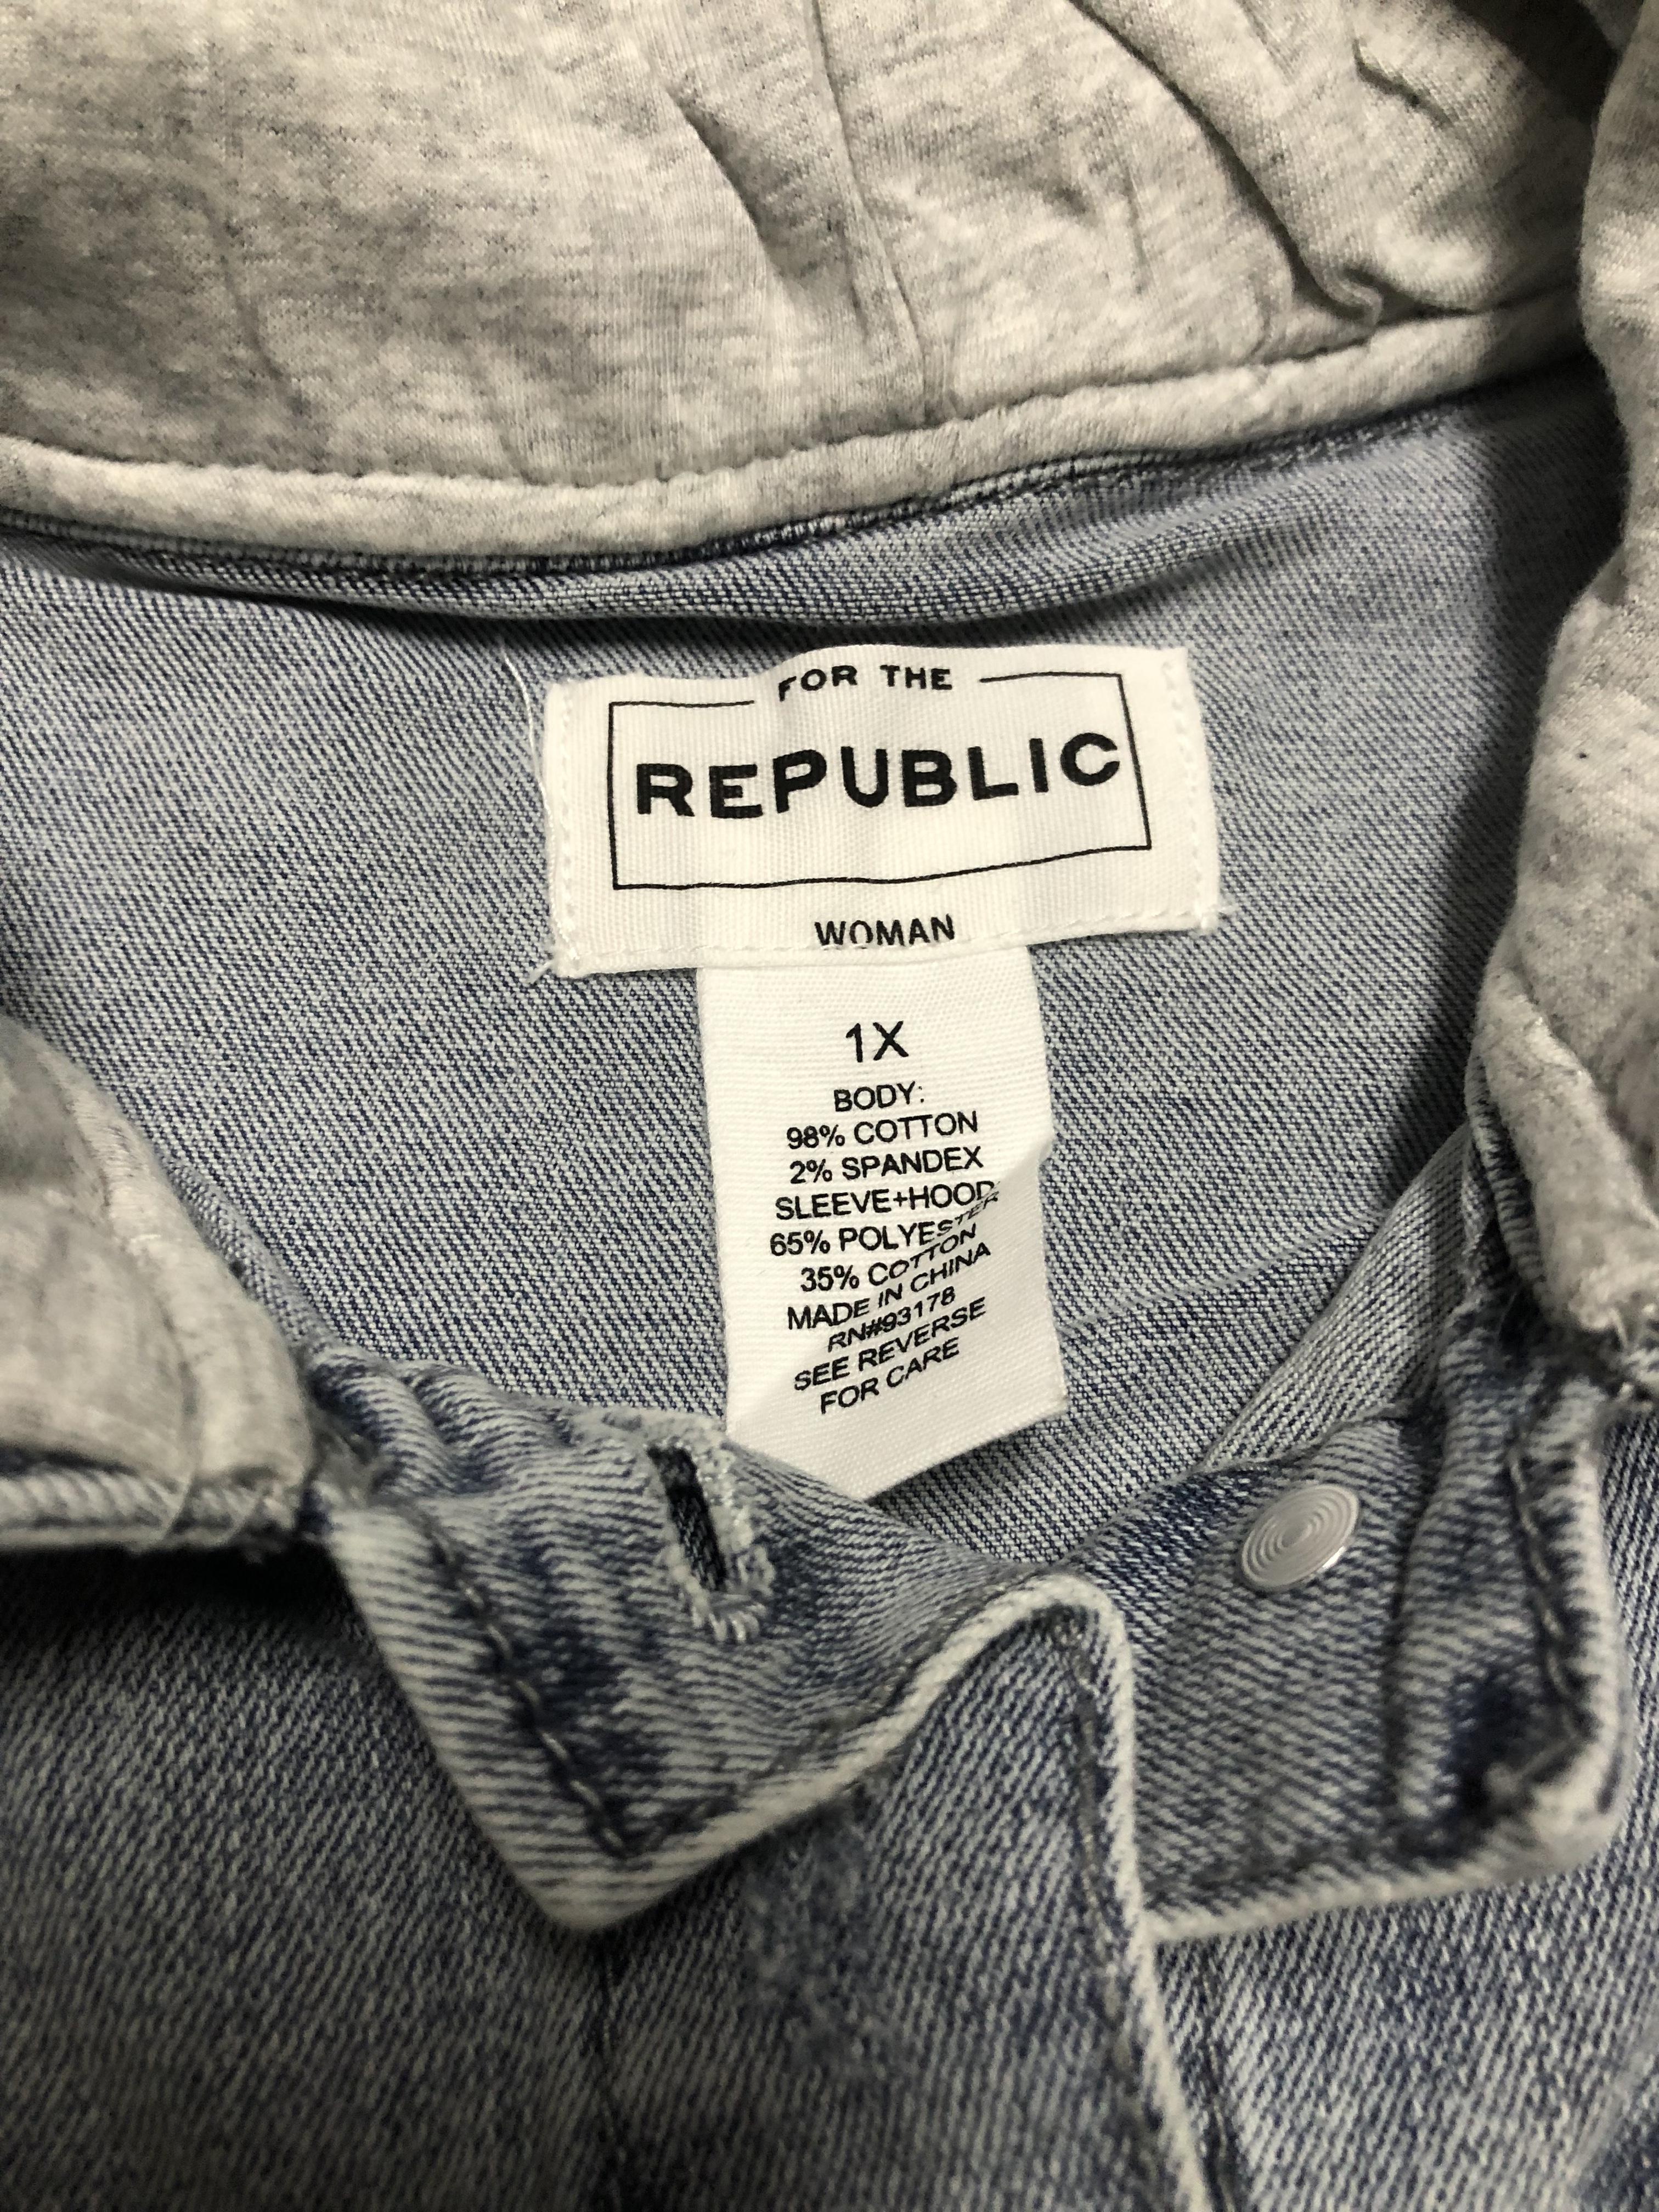 FOR THE
REPUBLIC
WOMAN
1X
BODY:
98% COTTON
2% SPANDEX
SLEEVE+HOOD:
65% POLYESTER
35% COTTON
MADE IN CHINA
RN#93178
SEE REVERSE
FOR CARE